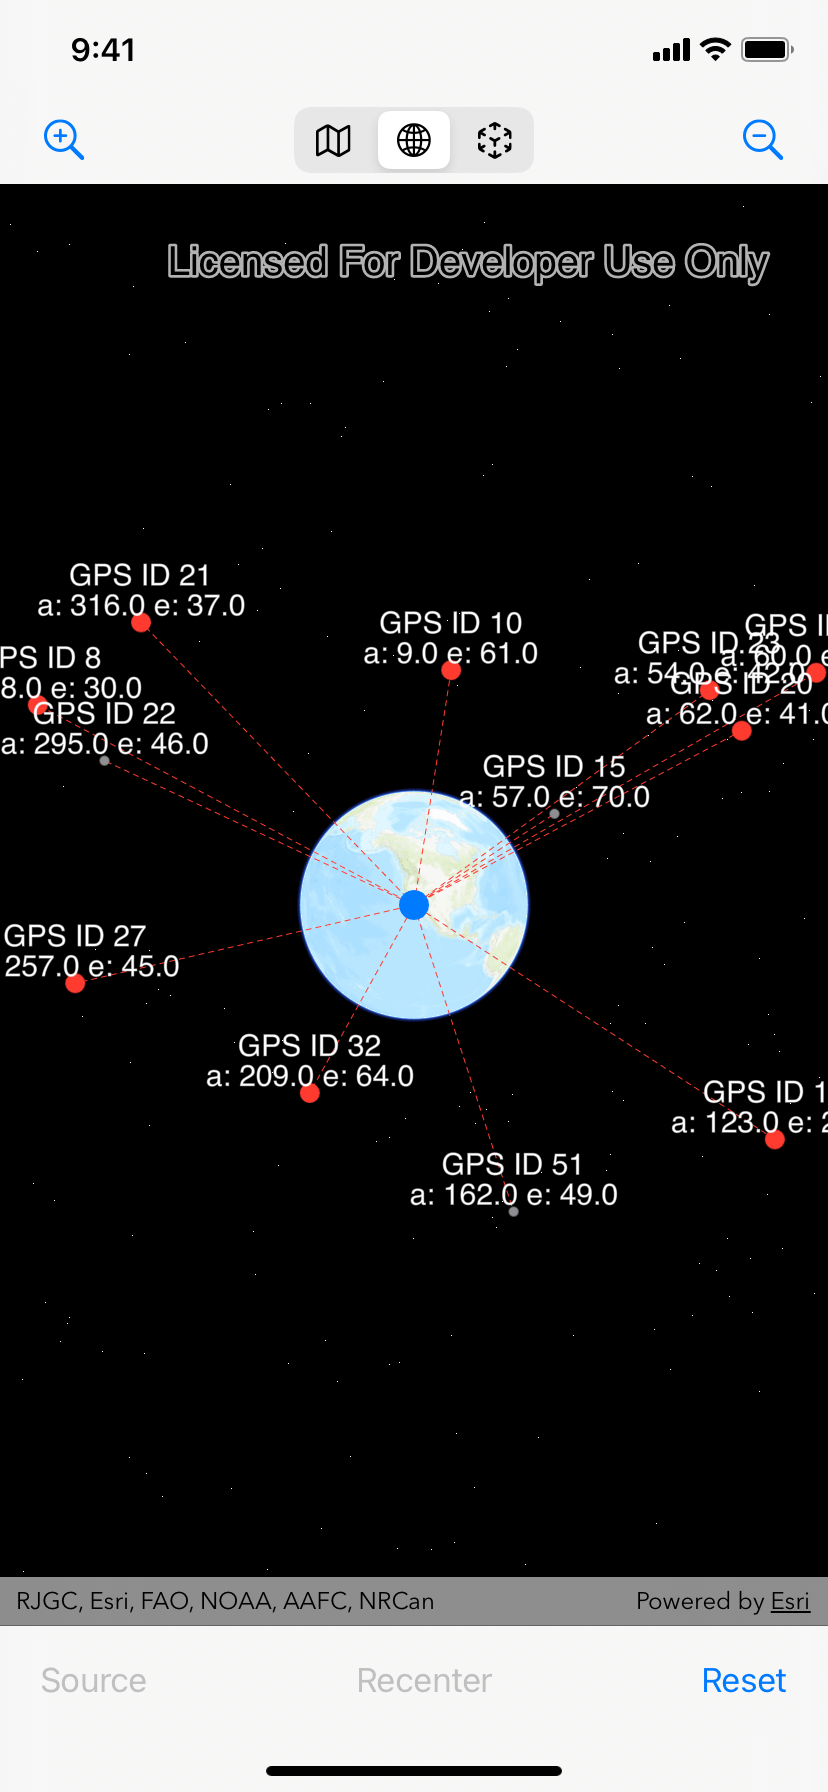 9:41
Licensed For Developer Use Only
GPS ID 21
a: 316.0 e: 37.0
GPS ID 10
a: 9.0 e: 61.0
GPS I
a: 60.0 e
GPS ID 23
a: 54.0 e: 42.0
PS ID 8
8.0 e: 30.0
GPS ID 20
a: 62.0 e: 41.0
GPS ID 22
a: 295.0 e: 46.0
GPS ID 15
a: 57.0 e: 70.0
GPS ID 27
257.0 e: 45.0
GPS ID 32
a: 209.0 e: 64.0
GPS ID 1
a: 123.0 e: 2
GPS ID 51
a: 162.0 e: 49.0
RJGC, Esri, FAO, NOAA, AAFC, NRCan
Powered by Esri
Source
Recenter
Reset